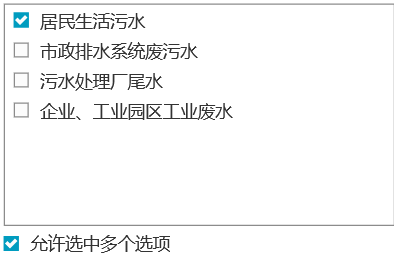 居民生活污水
市政排水系统废污水
污水处理厂尾水
企业、工业园区工业废水
允许选中多个选项